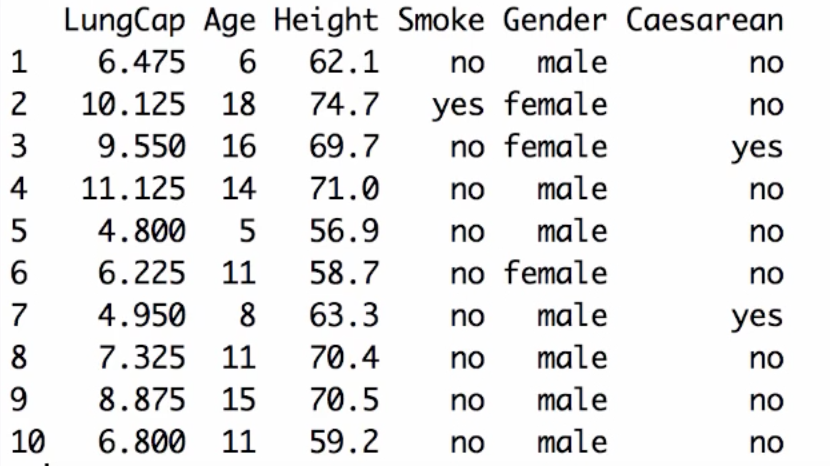 LungCap Age Height Smoke Gender Caesarean
1 6.475 6 62.1 no male no
2 10.125 18 74.7 yes female no
3 9.550 16 69.7 no female yes
4 11.125 14 71.0 no male no
5 4.800 5 56.9 no male no
6 6.225 11 58.7 no female no
7 4.950 8 63.3 no male yes
8 7.325 11 70.4 no male no
9 8.875 15 70.5 no male no
10 6.800 11 59.2 no male no